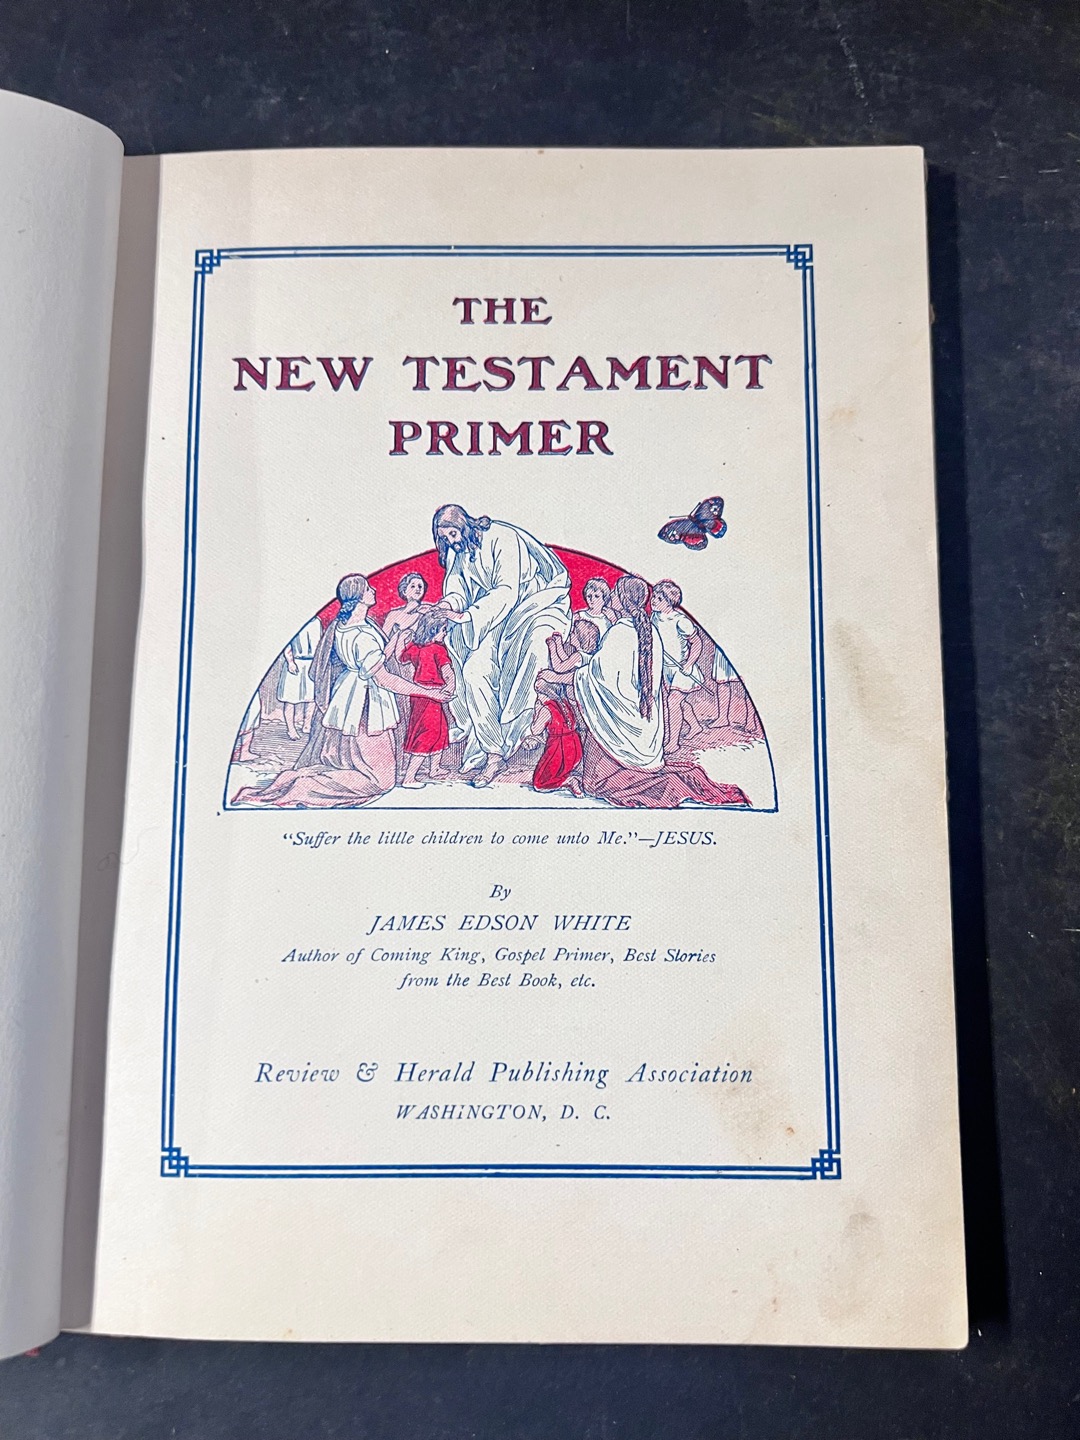 THE
NEW TESTAMENT
PRIMER
“Suffer the little children to come unto Me.”—JESUS.
By
JAMES EDSON WHITE
Author of Coming King, Gospel Primer, Best Stories
from the Best Book, etc.
Review & Herald Publishing Association
WASHINGTON, D. C.